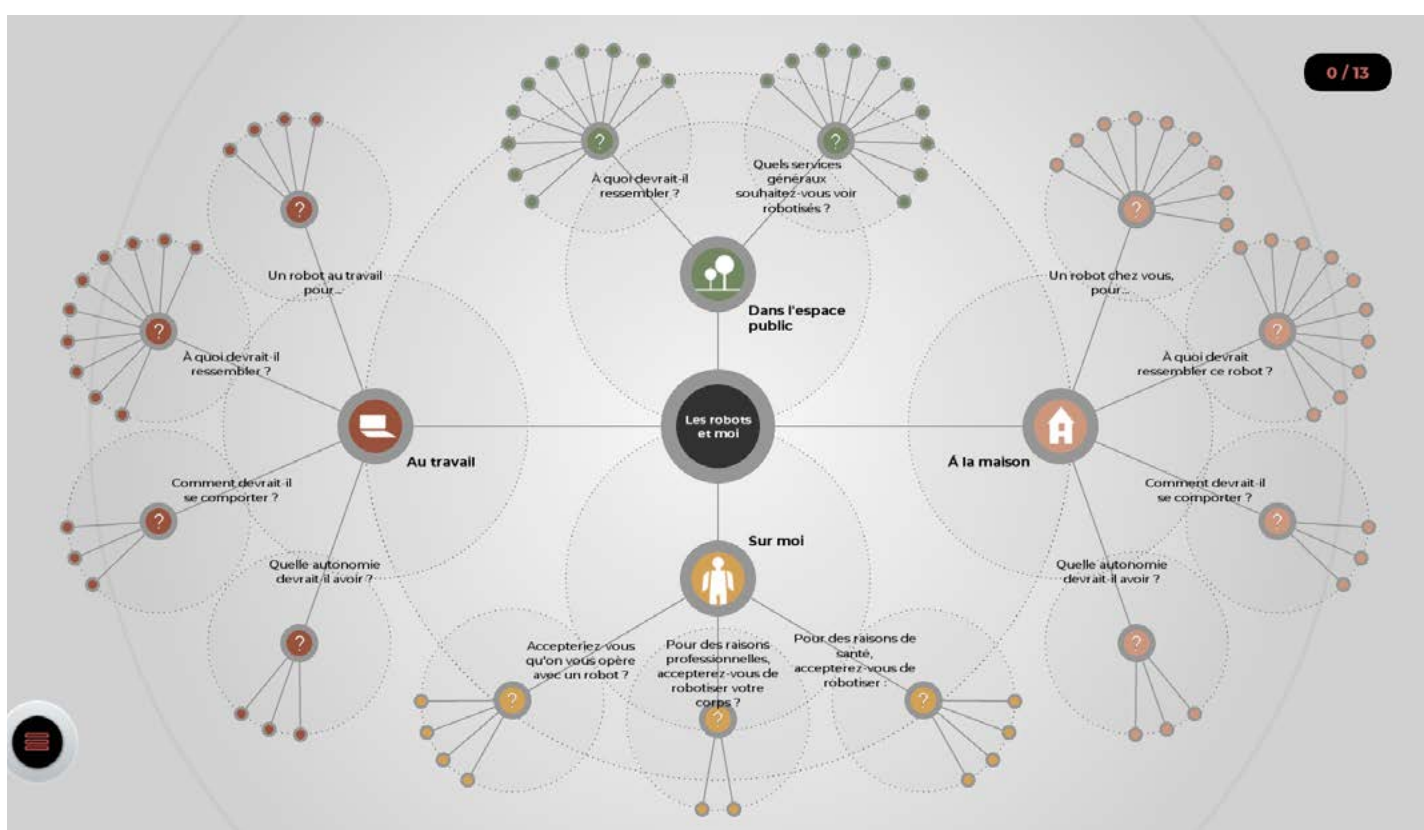 0 / 13
?
?
À quoi devrait-il
ressembler ?
Quels services
généraux
souhaitez-vous voir
robotisés ?
?
?
Un robot au travail
pour...
Un robot chez vous,
pour...
Dans l'espace
public
?
?
À quoi devrait-il
ressembler ?
À quoi devrait
ressembler ce robot ?
Les robots
et moi
Au travail
Á la maison
Comment devrait-il
se comporter ?
Comment devrait-il
se comporter ?
?
?
Sur moi
Quelle autonomie
devrait-il avoir ?
Quelle autonomie
devrait-il avoir ?
?
?
Accepteriez-vous
qu'on vous opère
avec un robot ?
Pour des raisons
professionnelles,
accepterez-vous de
robotiser votre
corps ?
Pour des raisons de
santé,
accepterez-vous de
robotiser :
?
?
?